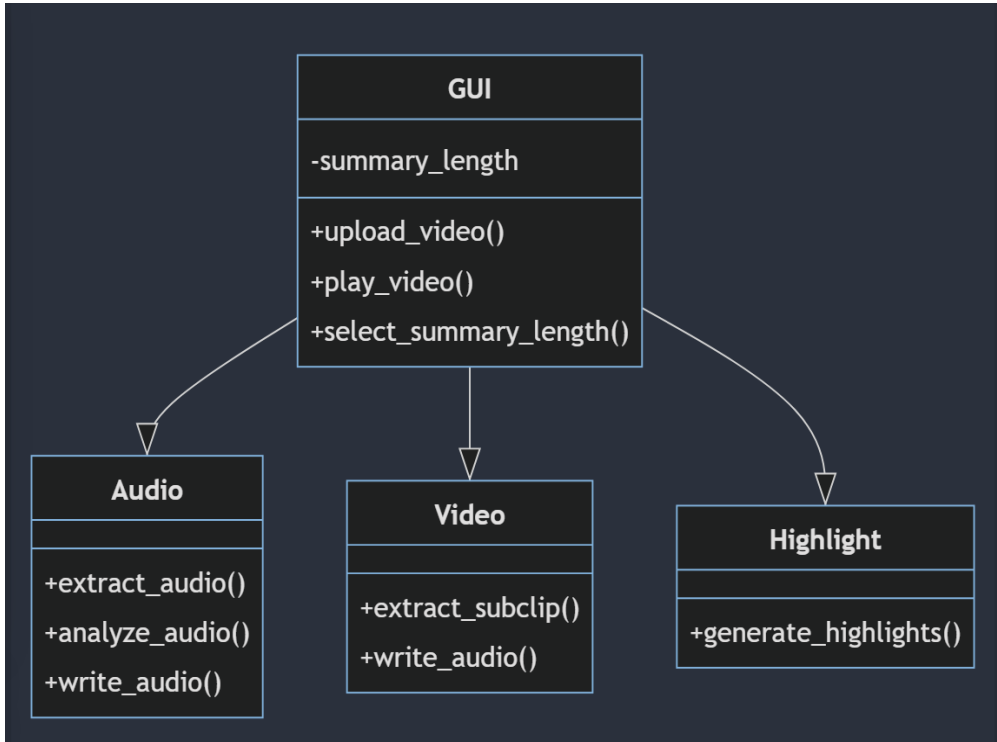 GUI
-summary_length
+upload_video()
+play_video()
+select_summary_length()
Audio
+extract_audio()
+analyze_audio()
+write_audio()
Video
+extract_subclip()
+write_audio()
Highlight
+generate_highlights()